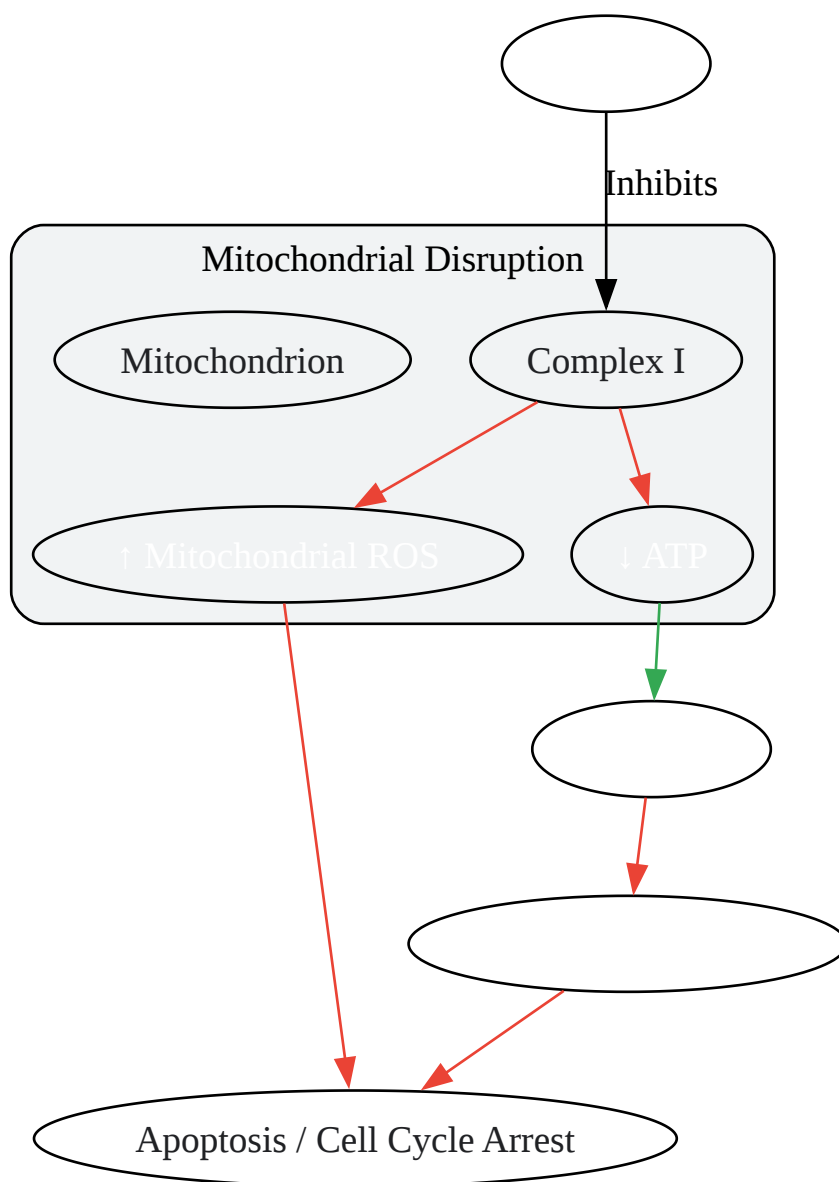 Inhibits
Mitochondrial Disruption
Mitochondrion
Complex I
↑ Mitochondrial ROS
↓ ATP
Apoptosis / Cell Cycle Arrest